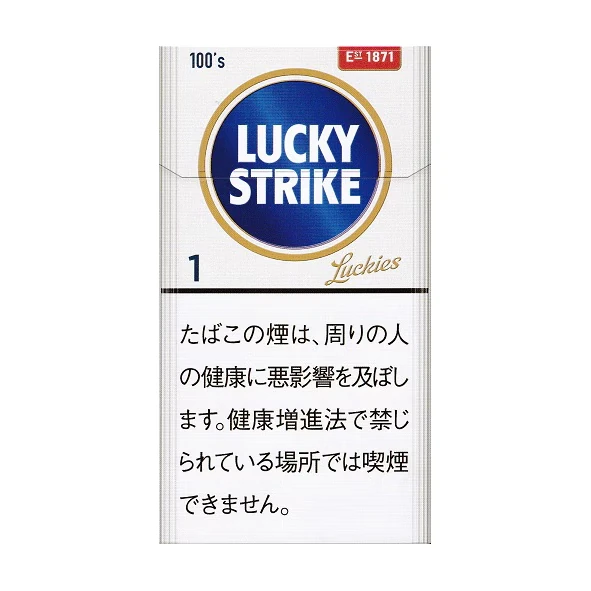 100's
EST 1871
LUCKY
STRIKE
1
Luckies
たばこの煙は、周りの人
の健康に悪影響を及ぼし
ます。健康増進法で禁じ
られている場所では喫煙
できません。